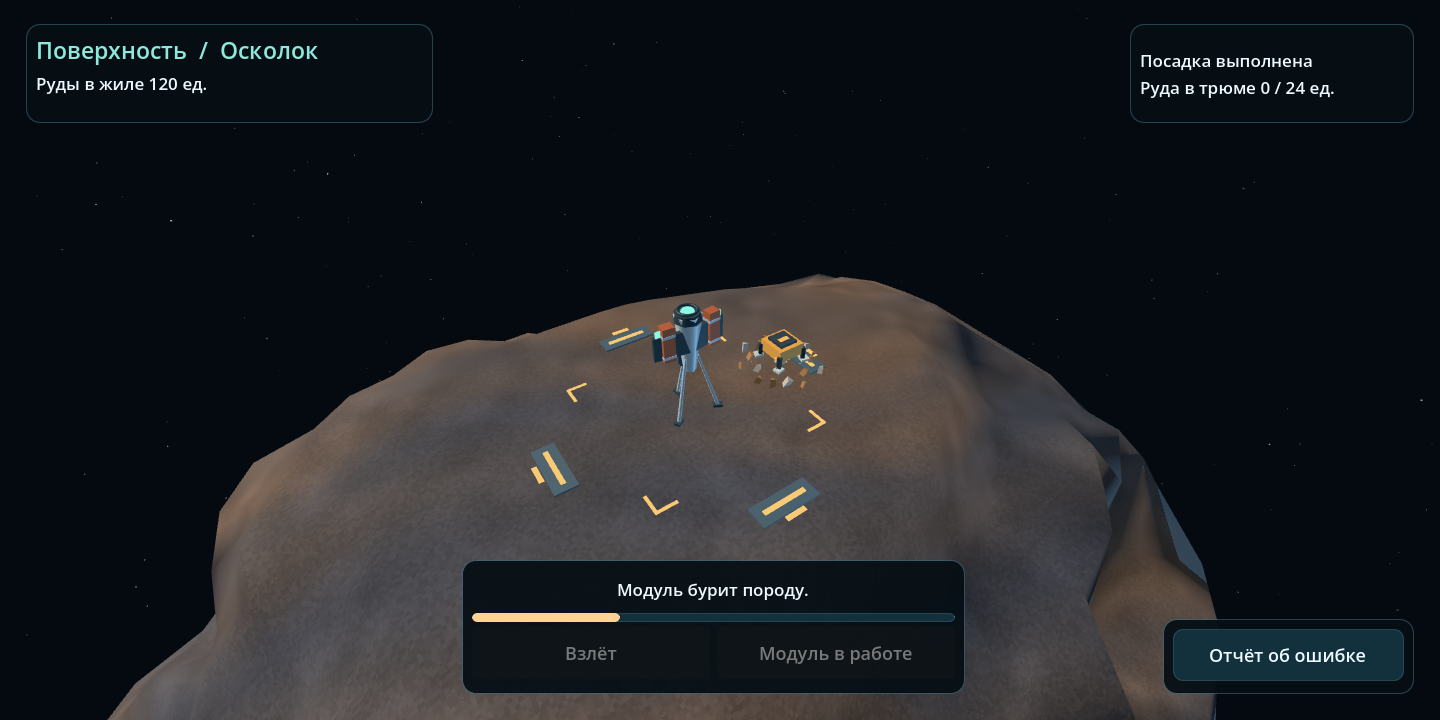 Поверхность / Осколок
Руды в жиле 120 ед.
Посадка выполнена
Руда в трюме 0 / 24 ед.
Модуль бурит породу.
Взлёт
Модуль в работе
Отчёт об ошибке